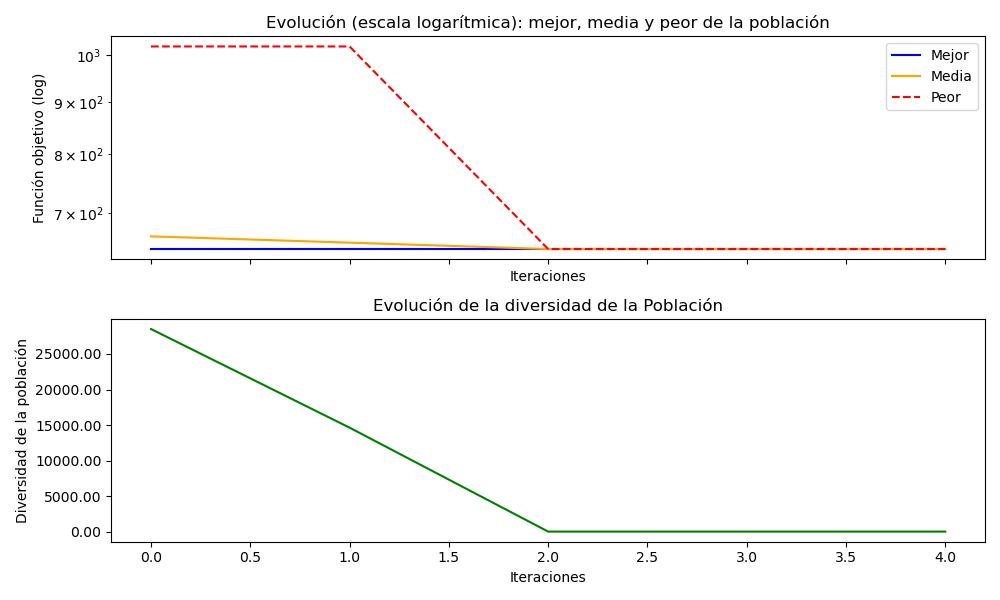 Evolución (escala logarítmica): mejor, media y peor de la población
10³
9 × 10²
8 × 10²
7 × 10²
Función objetivo (log)
Mejor
Media
Peor
Iteraciones
Evolución de la diversidad de la Población
25000.00
20000.00
15000.00
10000.00
5000.00
0.00
Diversidad de la población
0.0 0.5 1.0 1.5 2.0 2.5 3.0 3.5 4.0
Iteraciones